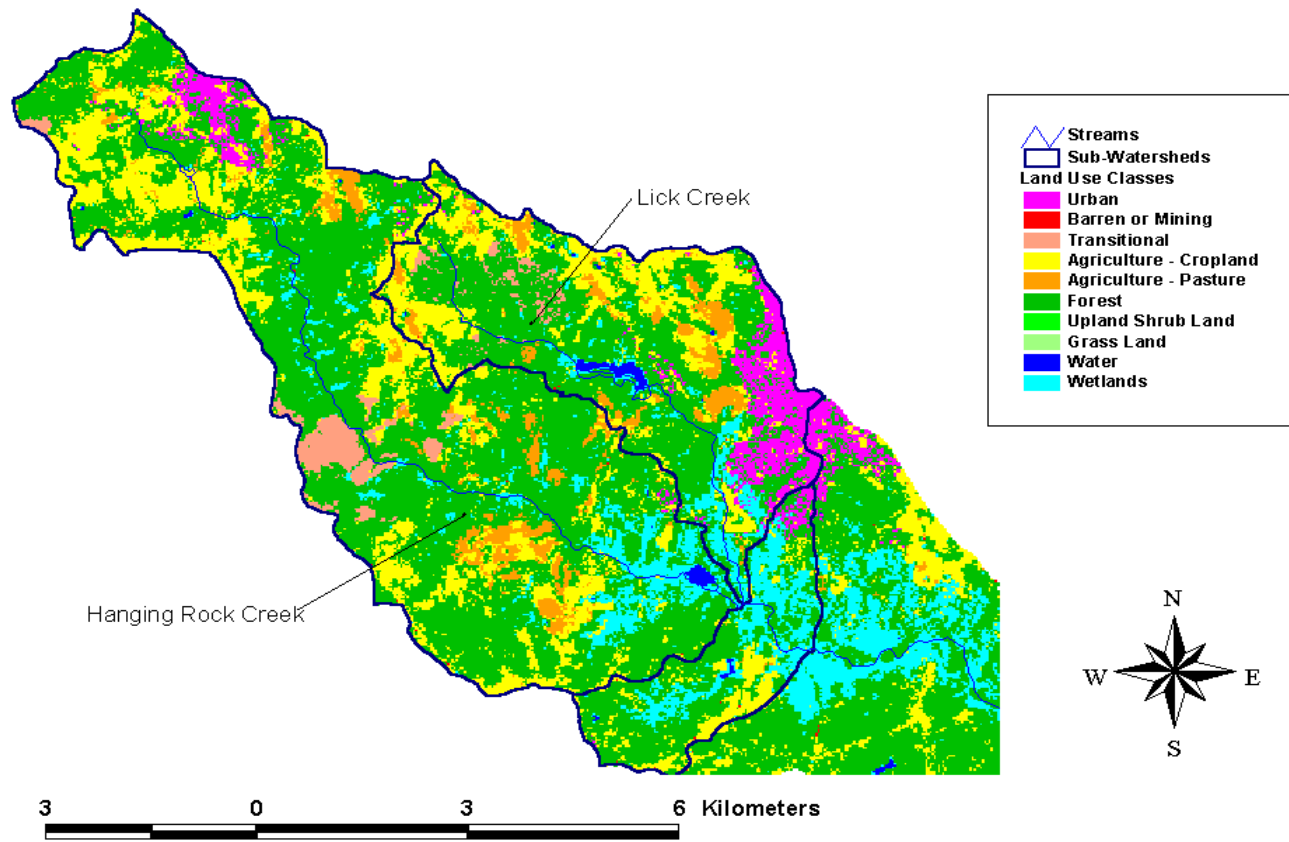 Lick Creek
Hanging Rock Creek
Streams
Sub-Watersheds
Land Use Classes
Urban
Barren or Mining
Transitional
Agriculture - Cropland
Agriculture - Pasture
Forest
Upland Shrub Land
Grass Land
Water
Wetlands
N
W E
S
3 0 3 6 Kilometers